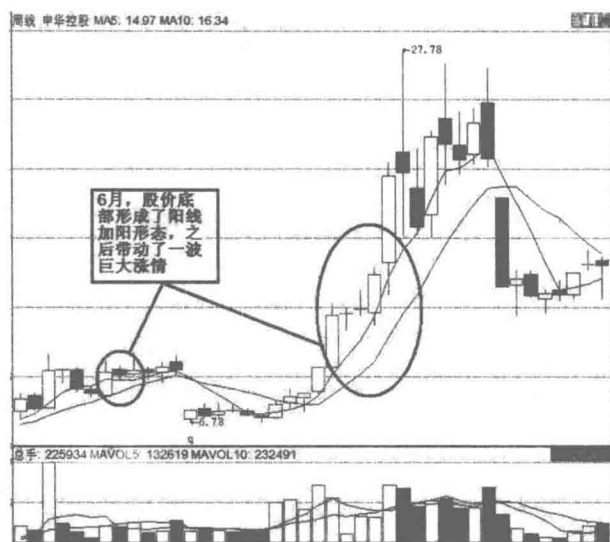 周线 申华控股 MA5: 14.97 MA10: 16.34
27.78
6月，股价底
部形成了阳线
加阳形态，之
后带动了一波
巨大涨情
6.78
q
总手: 225934 MAVOL5: 132619 MAVOL10: 232491